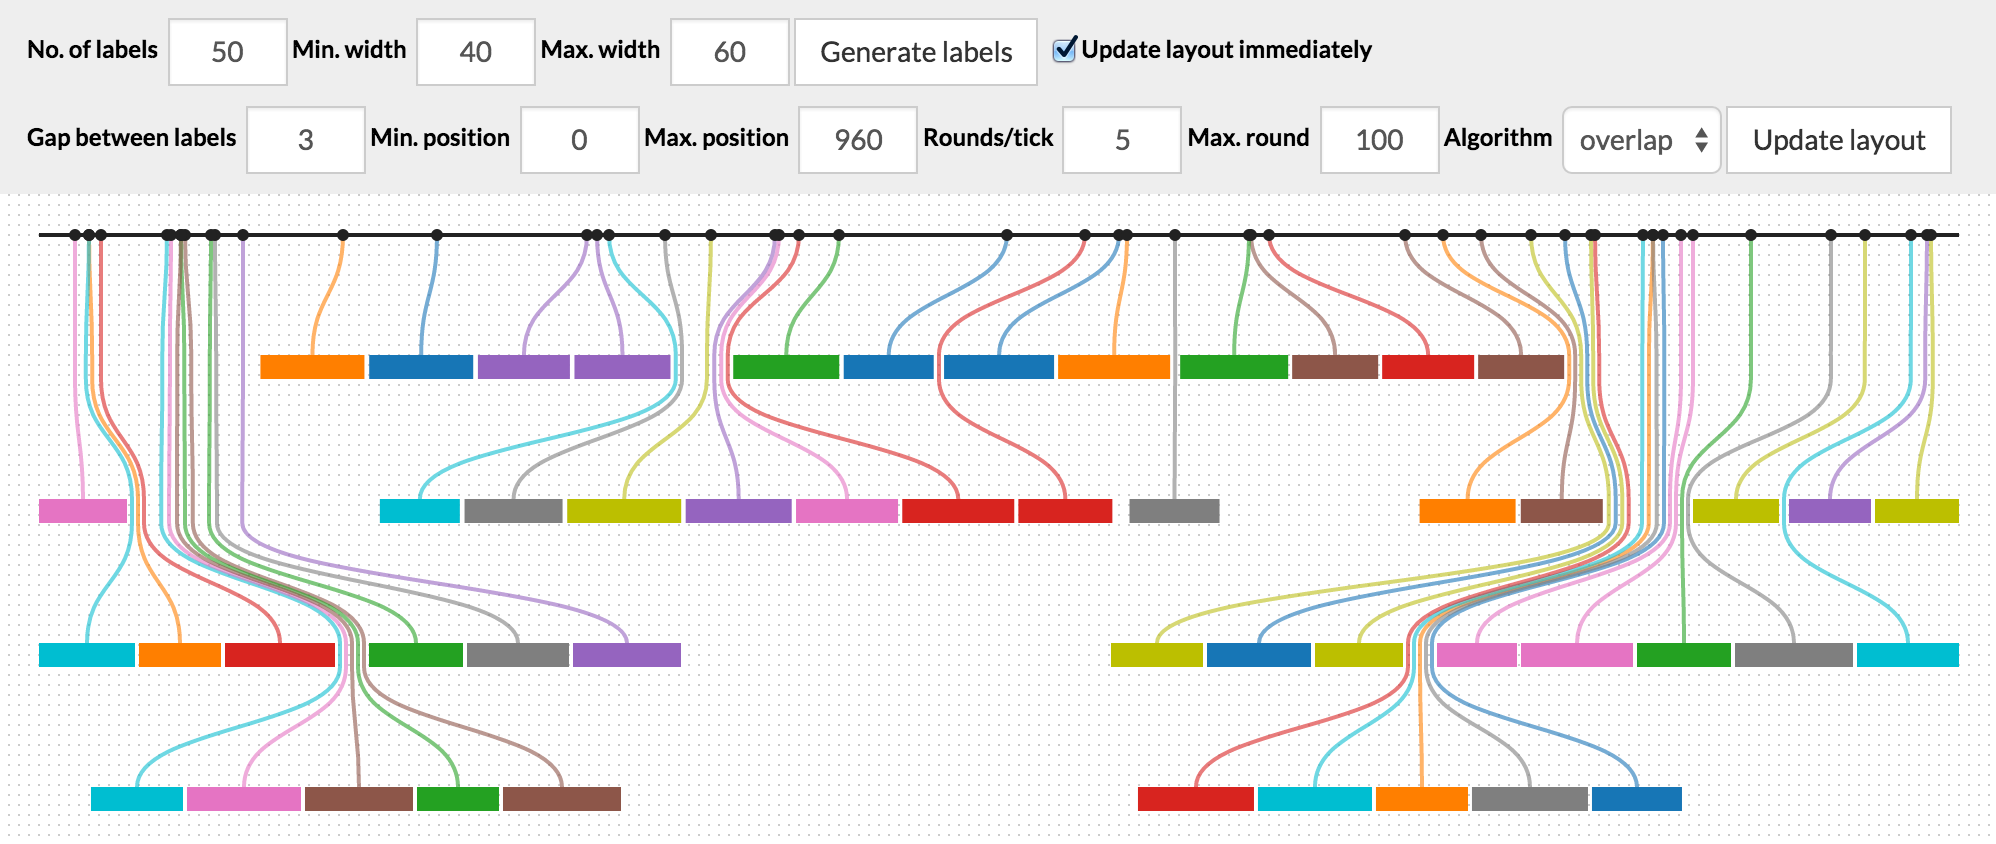 No. of labels 50 Min. width 40 Max. width 60 Generate labels Update layout immediately
Gap between labels 3 Min. position 0 Max. position 960 Rounds/tick 5 Max. round 100 Algorithm overlap Update layout